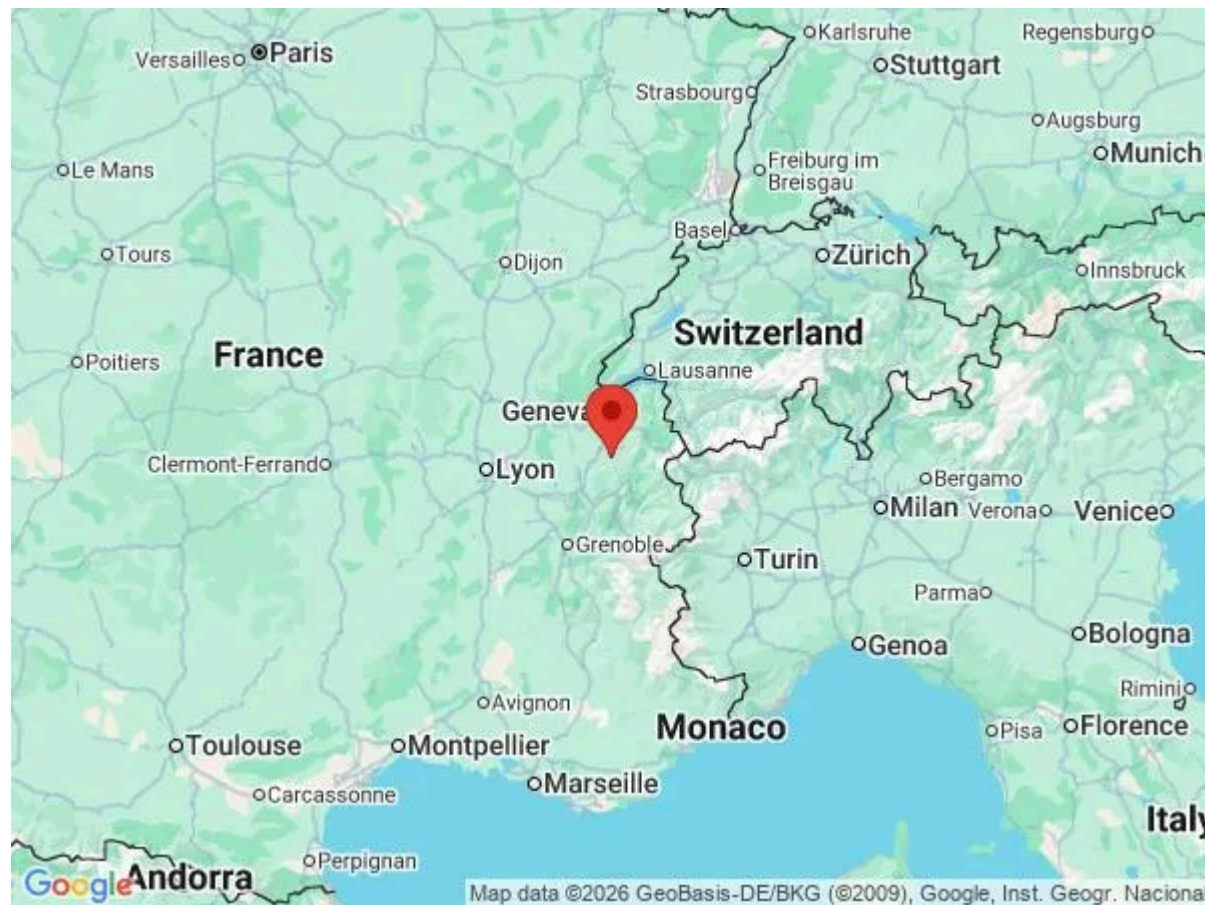 Karlsruhe
Regensburg
Versailles
Paris
Stuttgart
Strasbourg
Augsburg
Munich
Le Mans
Freiburg im
Breisgau
Basel
Tours
Dijon
Zürich
Innsbruck
Switzerland
France
Poitiers
Lausanne
Geneva
Clermont-Ferrand
Lyon
Bergamo
Milan
Verona
Venice
Grenoble
Turin
Parma
Bologna
Genoa
Rimini
Avignon
Monaco
Pisa
Florence
Toulouse
Montpellier
Marseille
Carcassonne
Italy
Perpignan
Andorra
Google
Map data ©2026 GeoBasis-DE/BKG (©2009), Google, Inst. Geogr. Nacional